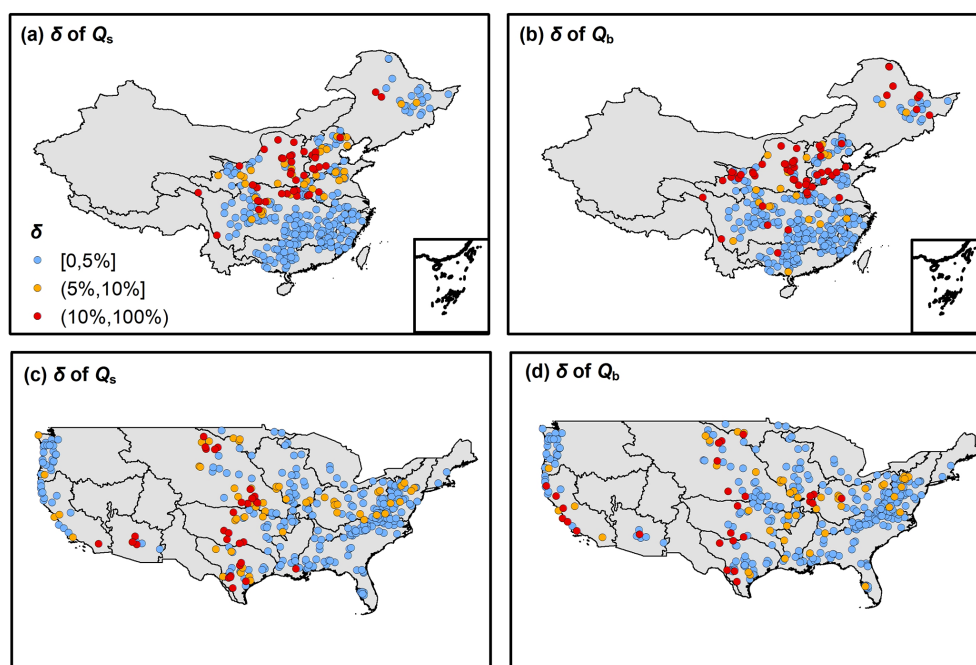 (a) δ of Qs
(b) δ of Qb
δ
[0,5%]
(5%,10%]
(10%,100%)
(c) δ of Qs
(d) δ of Qb